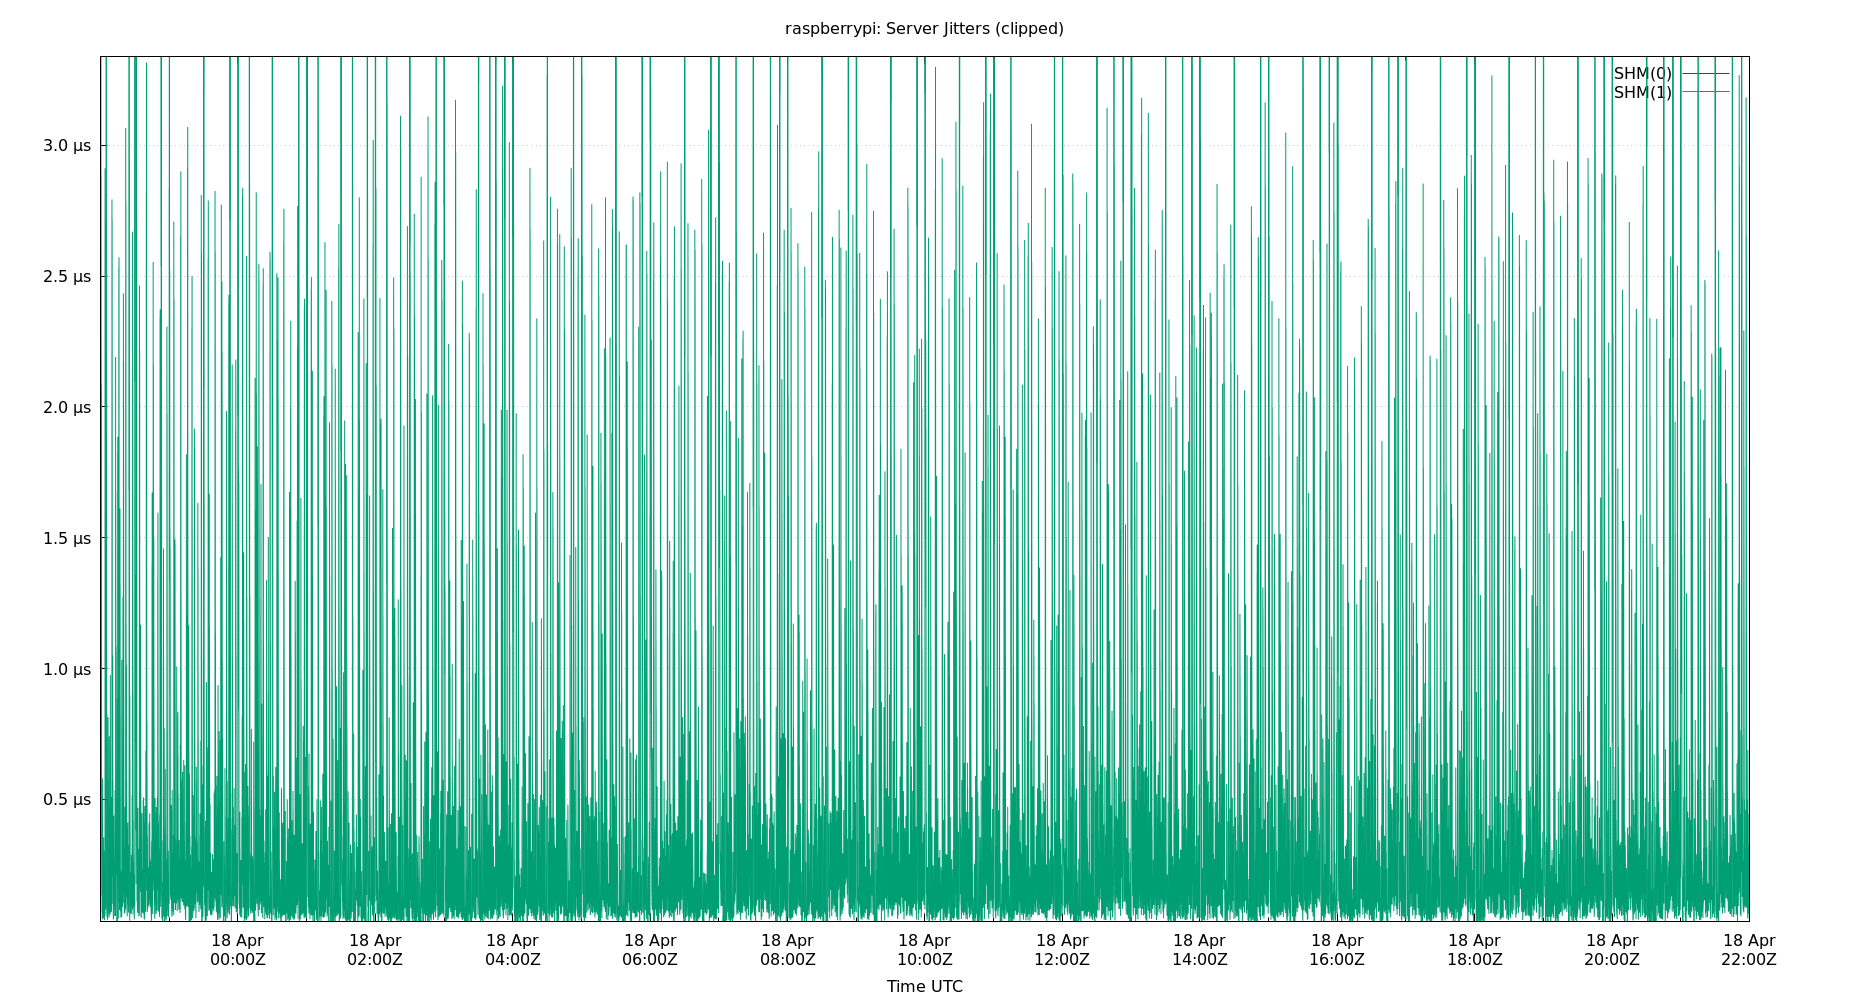 raspberrypi: Server Jitters (clipped)
SHM(0)
SHM(1)
3.0 µs
2.5 µs
2.0 µs
1.5 µs
1.0 µs
0.5 µs
18 Apr 18 Apr 18 Apr 18 Apr 18 Apr 18 Apr 18 Apr 18 Apr 18 Apr 18 Apr 18 Apr 18 Apr
00:00Z 02:00Z 04:00Z 06:00Z 08:00Z 10:00Z 12:00Z 14:00Z 16:00Z 18:00Z 20:00Z 22:00Z
Time UTC